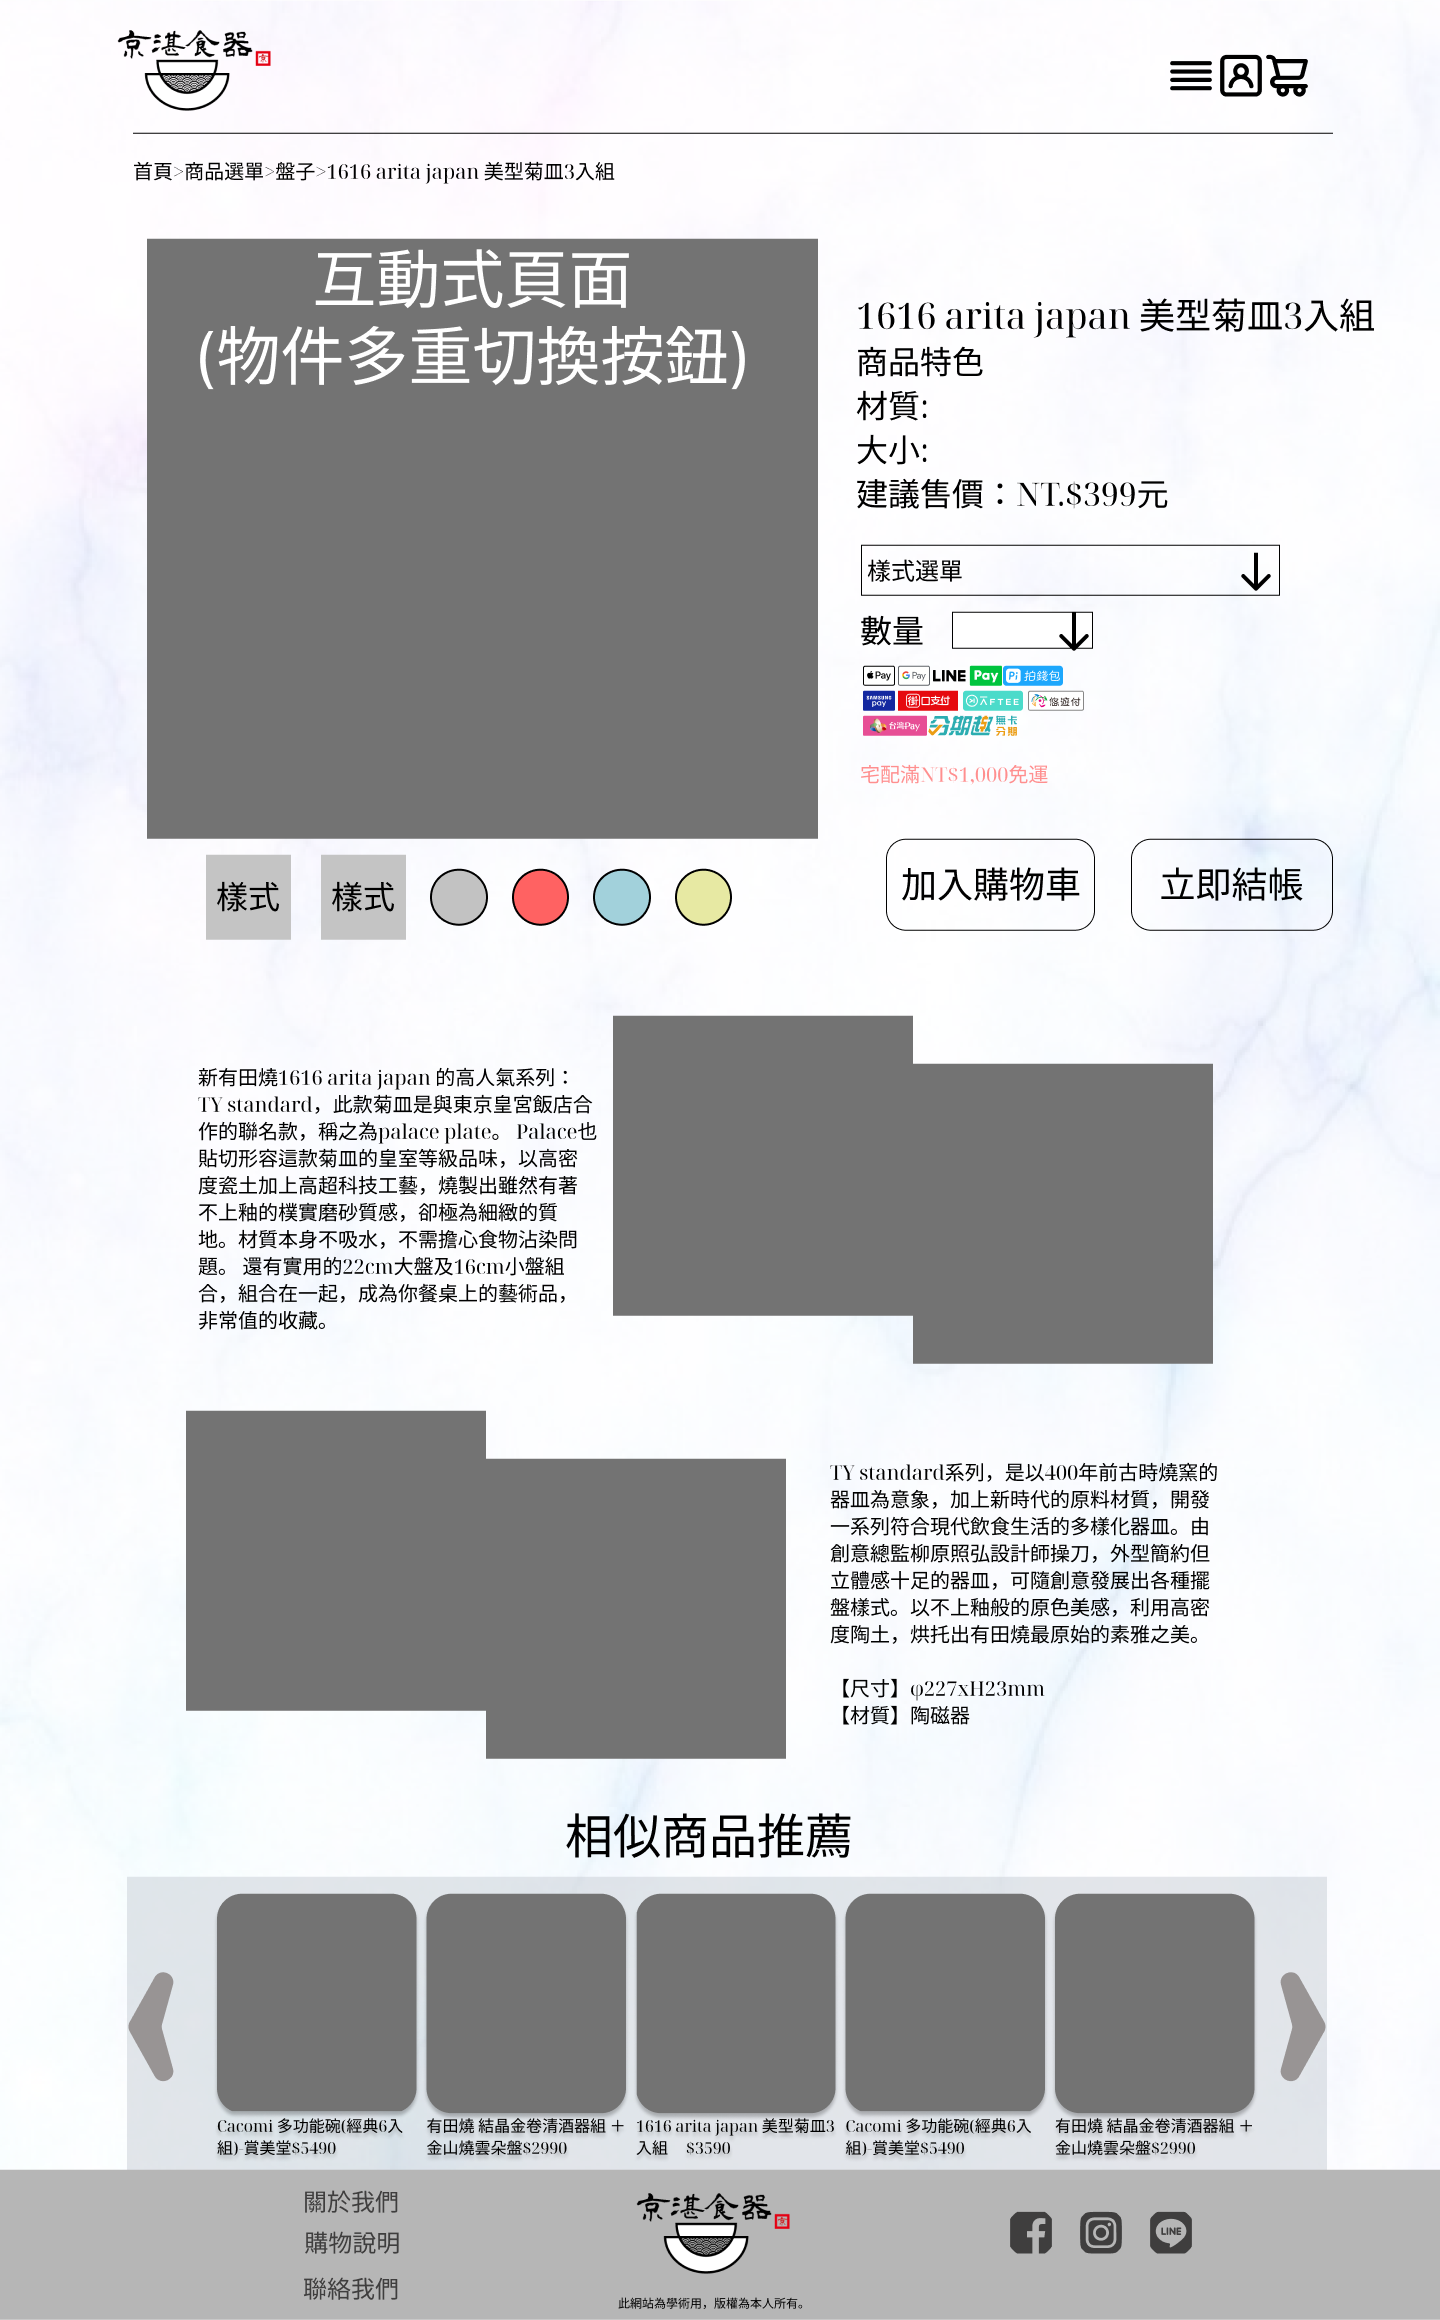 京湛食器
首頁>商品選單>盤子>1616 arita japan 美型菊皿3入組
互動式頁面
(物件多重切換按鈕)
1616 arita japan 美型菊皿3入組
商品特色
材質:
大小:
建議售價：NT.$399元
樣式選單
數量
Pay G Pay LINE Pay Pi 拍錢包
SAMSUNG pay 街口支付 AFTEE 悠遊付
台灣Pay 分期趣 無卡分期
宅配滿NT$1,000免運
樣式 樣式
加入購物車 立即結帳
新有田燒1616 arita japan 的高人氣系列：
TY standard，此款菊皿是與東京皇宮飯店合
作的聯名款，稱之為palace plate。 Palace也
貼切形容這款菊皿的皇室等級品味，以高密
度瓷土加上高超科技工藝，燒製出雖然有著
不上釉的樸實磨砂質感，卻極為細緻的質
地。材質本身不吸水，不需擔心食物沾染問
題。 還有實用的22cm大盤及16cm小盤組
合，組合在一起，成為你餐桌上的藝術品，
非常值的收藏。
TY standard系列，是以400年前古時燒窯的
器皿為意象，加上新時代的原料材質，開發
一系列符合現代飲食生活的多樣化器皿。由
創意總監柳原照弘設計師操刀，外型簡約但
立體感十足的器皿，可隨創意發展出各種擺
盤樣式。以不上釉般的原色美感，利用高密
度陶土，烘托出有田燒最原始的素雅之美。
【尺寸】φ227xH23mm
【材質】陶磁器
相似商品推薦
Cacomi 多功能碗(經典6入
組)-賞美堂$5490
有田燒 結晶金卷清酒器組 ＋
金山燒雲朵盤$2990
1616 arita japan 美型菊皿3
入組 $3590
Cacomi 多功能碗(經典6入
組)-賞美堂$5490
有田燒 結晶金卷清酒器組 ＋
金山燒雲朵盤$2990
關於我們
購物說明
聯絡我們
京湛食器
此網站為學術用，版權為本人所有。
LINE